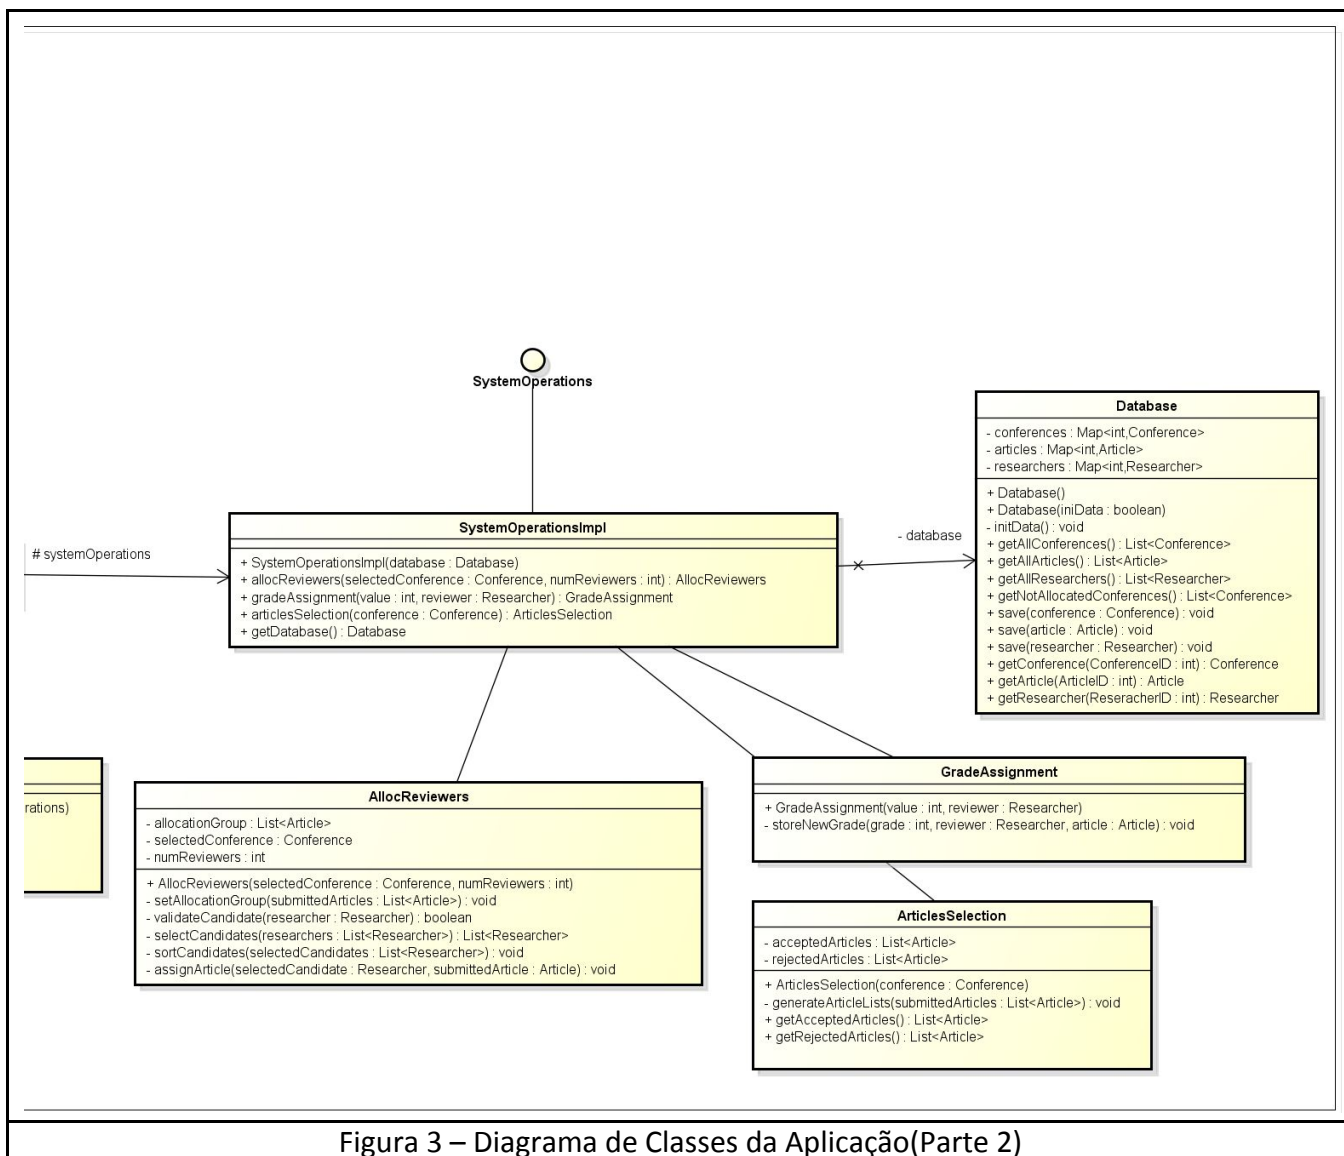 SystemOperations
Database
- conferences : Map<int,Conference>
- articles : Map<int,Article>
- researchers : Map<int,Researcher>
+ Database()
+ Database(iniData : boolean)
- initData() : void
+ getAllConferences() : List<Conference>
+ getAllArticles() : List<Article>
+ getAllResearchers() : List<Researcher>
+ getNotAllocatedConferences() : List<Conference>
+ save(conference : Conference) : void
+ save(article : Article) : void
+ save(researcher : Researcher) : void
+ getConference(ConferenceID : int) : Conference
+ getArticle(ArticleID : int) : Article
+ getResearcher(ReseracherID : int) : Researcher
- database
# systemOperations
SystemOperationsImpl
+ SystemOperationsImpl(database : Database)
+ allocReviewers(selectedConference : Conference, numReviewers : int) : AllocReviewers
+ gradeAssignment(value : int, reviewer : Researcher) : GradeAssignment
+ articlesSelection(conference : Conference) : ArticlesSelection
+ getDatabase() : Database
rations)
AllocReviewers
- allocationGroup : List<Article>
- selectedConference : Conference
- numReviewers : int
+ AllocReviewers(selectedConference : Conference, numReviewers : int)
- setAllocationGroup(submittedArticles : List<Article>) : void
- validateCandidate(researcher : Researcher) : boolean
- selectCandidates(researchers : List<Researcher>) : List<Researcher>
- sortCandidates(selectedCandidates : List<Researcher>) : void
- assignArticle(selectedCandidate : Researcher, submittedArticle : Article) : void
GradeAssignment
+ GradeAssignment(value : int, reviewer : Researcher)
- storeNewGrade(grade : int, reviewer : Researcher, article : Article) : void
ArticlesSelection
- acceptedArticles : List<Article>
- rejectedArticles : List<Article>
+ ArticlesSelection(conference : Conference)
- generateArticleLists(submittedArticles : List<Article>) : void
+ getAcceptedArticles() : List<Article>
+ getRejectedArticles() : List<Article>
Figura 3 – Diagrama de Classes da Aplicação(Parte 2)